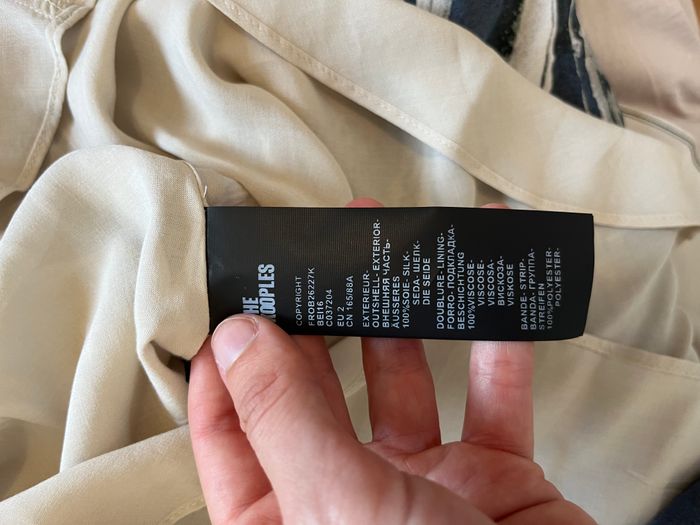 THE
KOOPLES
COPYRIGHT
FROB26227K
BEI16
C037204
EU 2
CN 165/88A
EXTERIEUR-
OUTSHELL- EXTERIOR-
ВНЕШНЯЯ ЧАСТЬ-
ÄUSSERES
100%SOIE- SILK-
SEDA- ШЕЛК-
DIE SEIDE
DOUBLURE- LINING-
FORRO- ПОДКЛАДКА-
BESCHICHTUNG
100%VISCOSE-
VISCOSE-
VISCOSA-
ВИСКОЗА-
VISKOSE
BANDE- STRIP-
BANDA- ГРУППА-
STREIFEN
100%POLYESTER-
POLYESTER-